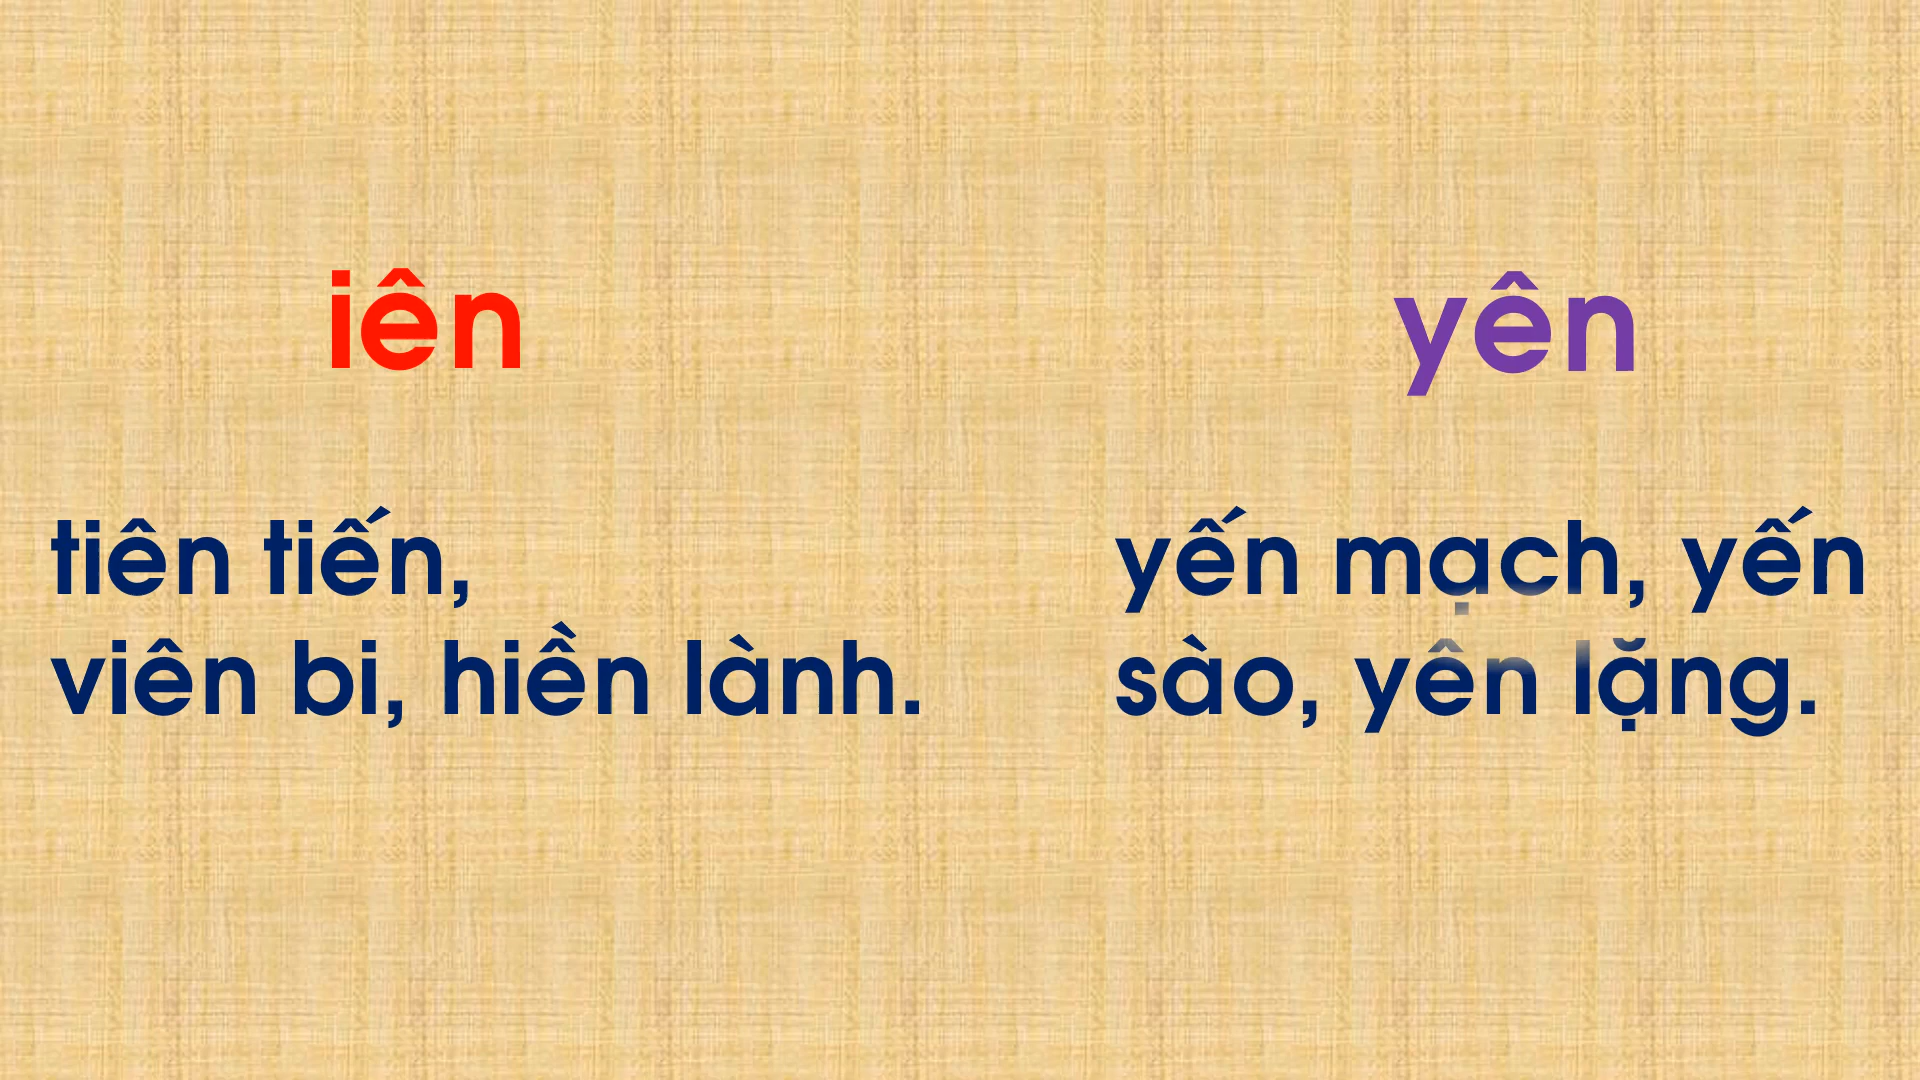 iên
tiên tiến,
viên bi, hiền lành.
yên
yến mạch, yến
sào, yên lặng.